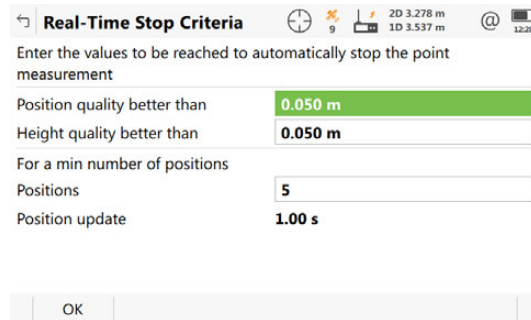 Real-Time Stop Criteria
9
2D 3.278 m
1D 3.537 m
@
Enter the values to be reached to automatically stop the point
measurement
Position quality better than 0.050 m
Height quality better than 0.050 m
For a min number of positions
Positions 5
Position update 1.00 s
OK